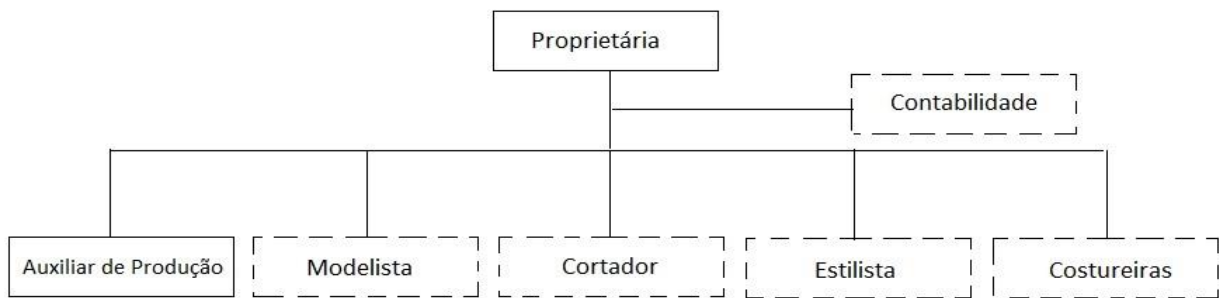 Proprietária
Contabilidade
Auxiliar de Produção
Modelista
Cortador
Estilista
Costureiras